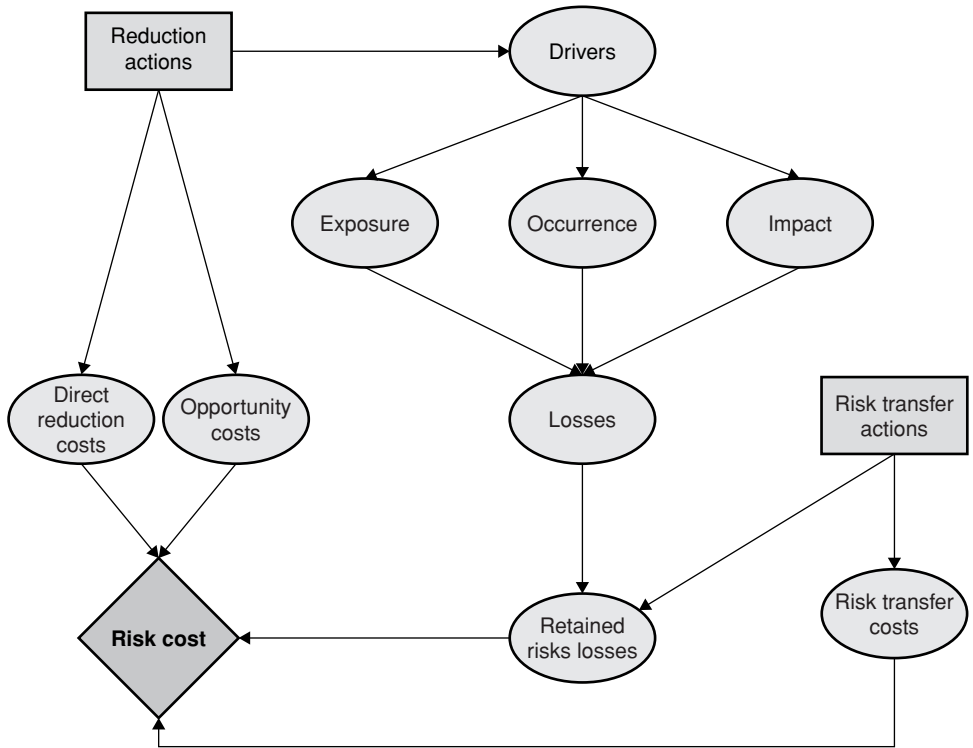 Reduction
actions
Drivers
Exposure
Occurrence
Impact
Direct
reduction
costs
Opportunity
costs
Losses
Risk transfer
actions
Risk cost
Retained
risks losses
Risk transfer
costs